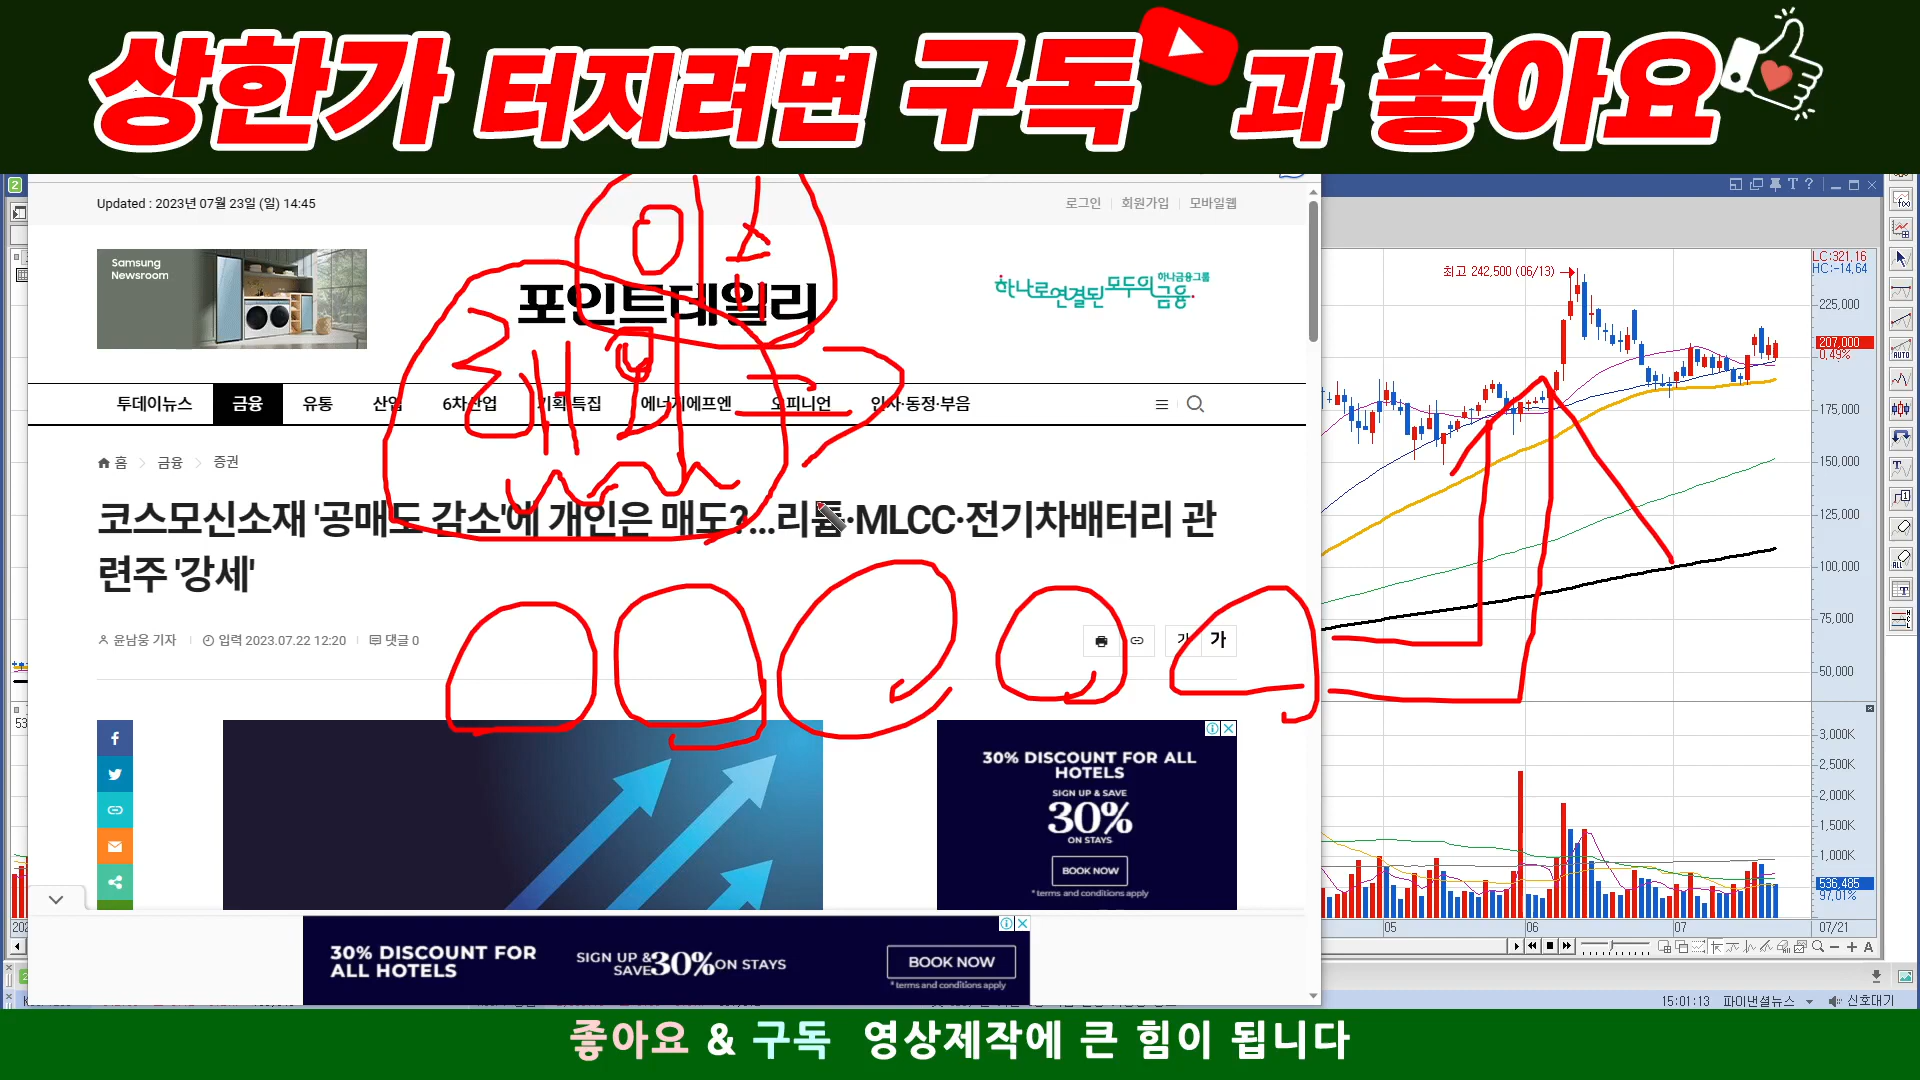 상한가 터지려면 구독 과 좋아요
Updated : 2023년 07월 23일 (일) 14:45
로그인 회원가입 모바일웹
Samsung
Newsroom
포인트데일리
하나로연결된 모두의 금융 하나금융그룹
투데이뉴스 금융 유통 산업 6차산업 기획특집 에너지에프엔 오피니언 인사·동정·부음
홈 금융 증권
코스모신소재 '공매도 감소'에 개인은 매도?...리튬·MLCC·전기차배터리 관
련주 '강세'
윤남웅 기자 입력 2023.07.22 12:20 댓글 0
가 가
30% DISCOUNT FOR ALL
HOTELS
SIGN UP & SAVE
30%
ON STAYS
BOOK NOW
* terms and conditions apply
30% DISCOUNT FOR
ALL HOTELS
SIGN UP &
SAVE 30% ON STAYS
BOOK NOW
* terms and conditions apply
LC:321,16
HC:-14,64
최고 242,500 (06/13)
225,000
207,000
0,49%
175,000
150,000
125,000
100,000
75,000
50,000
3,000K
2,500K
2,000K
1,500K
1,000K
536,485
97,01%
05 06 07 07/21
15:01:13 파이낸셜뉴스 신호대기
좋아요 & 구독 영상제작에 큰 힘이 됩니다